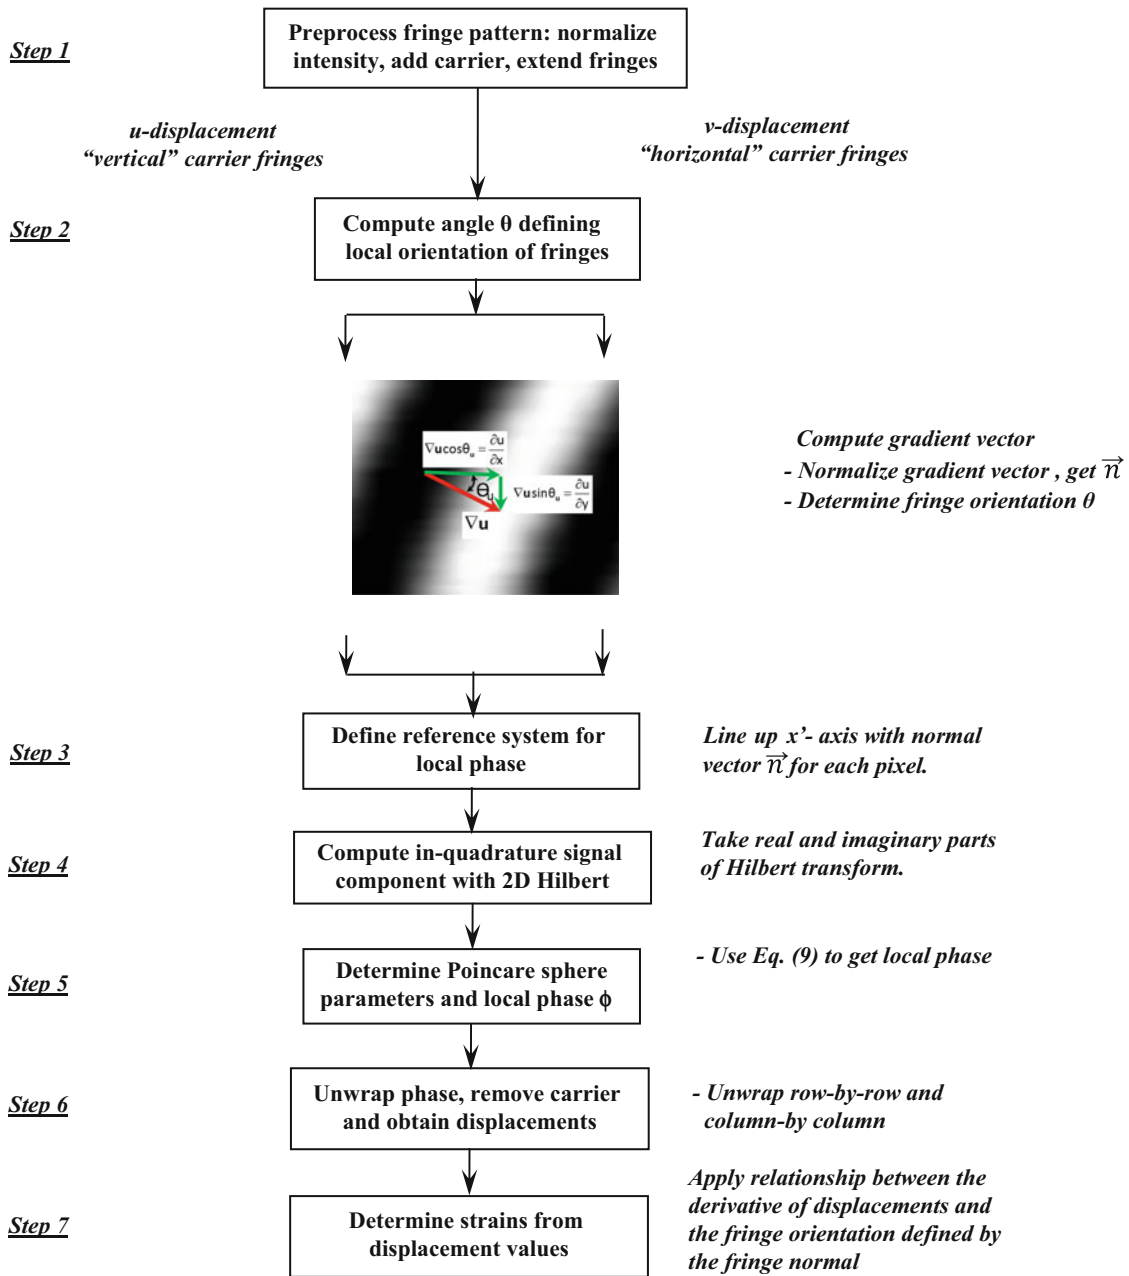 Step 1
Preprocess fringe pattern: normalize
intensity, add carrier, extend fringes
u-displacement
“vertical” carrier fringes
v-displacement
“horizontal” carrier fringes
Step 2
Compute angle θ defining
local orientation of fringes
∇ucosθᵤ = ∂u/∂x
θᵤ
∇usinθᵤ = ∂u/∂y
∇u
Compute gradient vector
- Normalize gradient vector , get n⃗
- Determine fringe orientation θ
Step 3
Define reference system for
local phase
Line up x’- axis with normal
vector n⃗ for each pixel.
Step 4
Compute in-quadrature signal
component with 2D Hilbert
Take real and imaginary parts
of Hilbert transform.
Step 5
Determine Poincare sphere
parameters and local phase ϕ
- Use Eq. (9) to get local phase
Step 6
Unwrap phase, remove carrier
and obtain displacements
- Unwrap row-by-row and
column-by column
Step 7
Determine strains from
displacement values
Apply relationship between the
derivative of displacements and
the fringe orientation defined by
the fringe normal